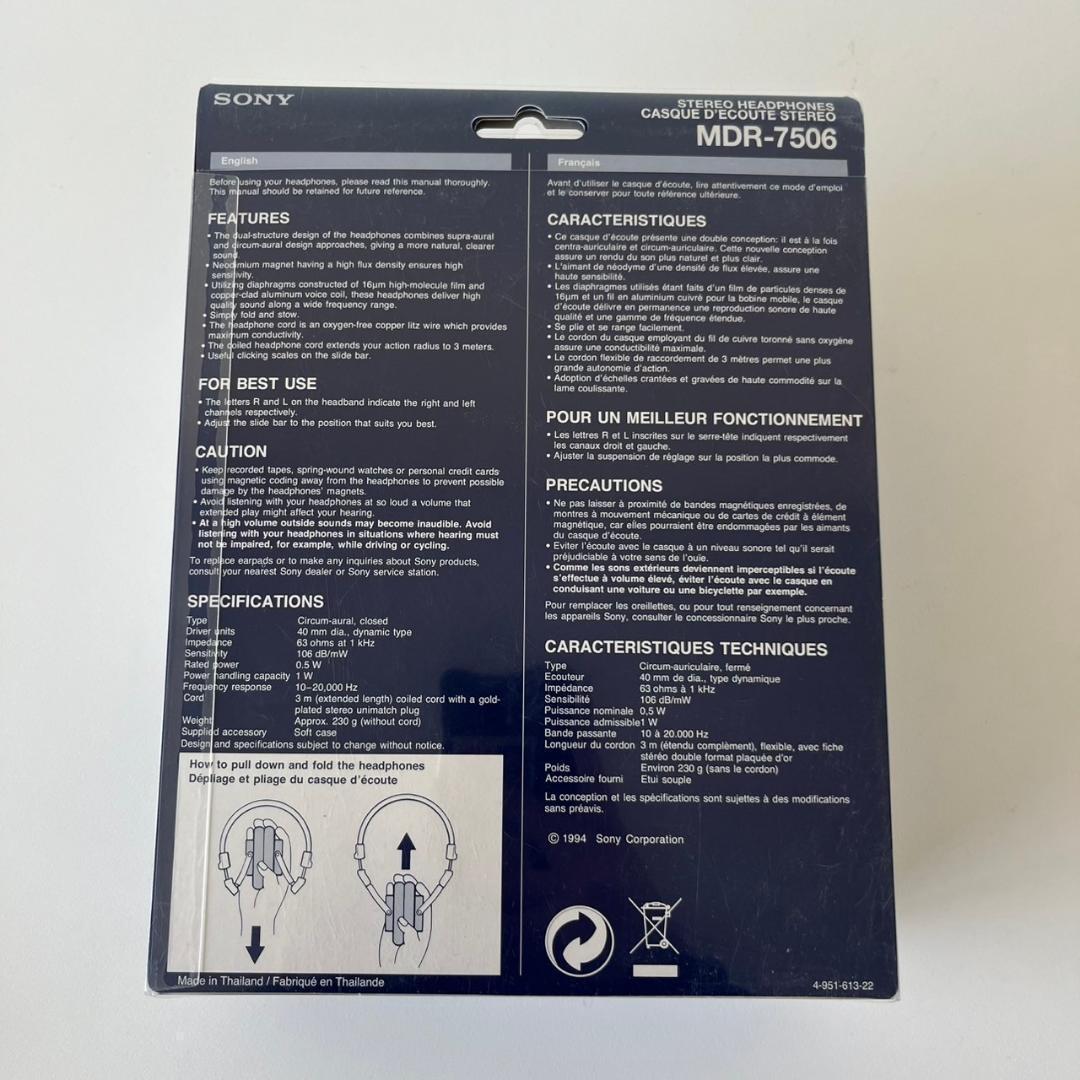 SONY
STEREO HEADPHONES
CASQUE D'ECOUTE STEREO
MDR-7506
English
Before using your headphones, please read this manual thoroughly.
This manual should be retained for future reference.
FEATURES
• The dual-structure design of the headphones combines supra-aural
and circum-aural design approaches, giving a more natural, clearer
sound.
• Neodmium magnet having a high flux density ensures high
sensitivity.
• Utilizing diaphragms constructed of 16µm high-molecule film and
copper-clad aluminum voice coil, these headphones deliver high
quality sound along a wide frequency range.
• Simply fold and stow.
• The headphone cord is an oxygen-free copper litz wire which provides
maximum conductivity.
• The coiled headphone cord extends your action radius to 3 meters.
• Useful clicking scales on the slide bar.
FOR BEST USE
• The letters R and L on the headband indicate the right and left
channels respectively.
• Adjust the slide bar to the position that suits you best.
CAUTION
• Keep recorded tapes, spring-wound watches or personal credit cards
using magnetic coding away from the headphones to prevent possible
damage by the headphones' magnets.
• Avoid listening with your headphones at so loud a volume that
extended play might affect your hearing.
• At a high volume outside sounds may become inaudible. Avoid
listening with your headphones in situations where hearing must
not be impaired, for example, while driving or cycling.
To replace earpads or to make any inquiries about Sony products,
consult your nearest Sony dealer or Sony service station.
SPECIFICATIONS
Type Circum-aural, closed
Driver units 40 mm dia., dynamic type
Impedance 63 ohms at 1 kHz
Sensitivity 106 dB/mW
Rated power 0.5 W
Power handling capacity 1 W
Frequency response 10–20,000 Hz
Cord 3 m (extended length) coiled cord with a gold-
plated stereo unimatch plug
Weight Approx. 230 g (without cord)
Supplied accessory Soft case
Design and specifications subject to change without notice.
How to pull down and fold the headphones
Dépliage et pliage du casque d'écoute
Made in Thailand / Fabriqué en Thaïlande
Français
Avant d'utiliser le casque d'écoute, lire attentivement ce mode d'emploi
et le conserver pour toute référence ultérieure.
CARACTERISTIQUES
• Ce casque d'écoute présente une double conception: il est à la fois
centra-auriculaire et circum-auriculaire. Cette nouvelle conception
assure un rendu du son plus naturel et plus clair.
• L'aimant de néodyme d'une densité de flux élevée, assure une
haute sensibilité.
• Les diaphragmes utilisés étant faits d'un film de particules denses de
16µm et un fil en aluminium cuivré pour la bobine mobile, le casque
d'écoute délivre en permanence une reproduction sonore de haute
qualité et une gamme de fréquence étendue.
• Se plie et se range facilement.
• Le cordon du casque employant du fil de cuivre toronné sans oxygène
assure une conductibilité maximale.
• Le cordon flexible de raccordement de 3 mètres permet une plus
grande autonomie d'action.
• Adoption d'échelles crantées et gravées de haute commodité sur la
lame coulissante.
POUR UN MEILLEUR FONCTIONNEMENT
• Les lettres R et L inscrites sur le serre-tête indiquent respectivement
les canaux droit et gauche.
• Ajuster la suspension de réglage sur la position la plus commode.
PRECAUTIONS
• Ne pas laisser à proximité de bandes magnétiques enregistrées, de
montres à mouvement mécanique ou de cartes de crédit à élément
magnétique, car elles pourraient être endommagées par les aimants
du casque d'écoute.
• Eviter l'écoute avec le casque à un niveau sonore tel qu'il serait
préjudiciable à votre sens de l'ouïe.
• Comme les sons extérieurs deviennent imperceptibles si l'écoute
s'effectue à volume élevé, éviter l'écoute avec le casque en
conduisant une voiture ou une bicyclette par exemple.
Pour remplacer les oreillettes, ou pour tout renseignement concernant
les appareils Sony, consulter le concessionnaire Sony le plus proche.
CARACTERISTIQUES TECHNIQUES
Type Circum-auriculaire, fermé
Ecouteur 40 mm de dia., type dynamique
Impédance 63 ohms à 1 kHz
Sensibilité 106 dB/mW
Puissance nominale 0,5 W
Puissance admissible1 W
Bande passante 10 à 20.000 Hz
Longueur du cordon 3 m (étendu complément), flexible, avec fiche
stéréo double format plaquée d'or
Poids Environ 230 g (sans le cordon)
Accessoire fourni Etui souple
La conception et les spécifications sont sujettes à des modifications
sans préavis.
© 1994 Sony Corporation
4-951-613-22